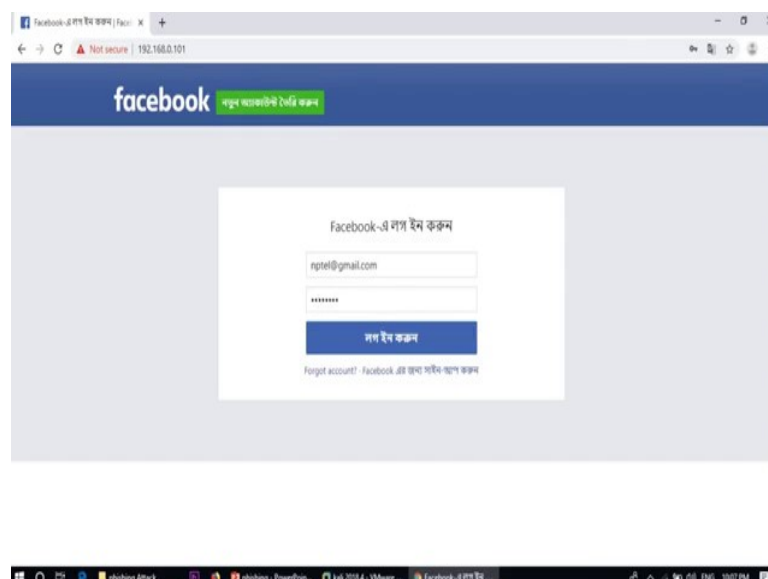 Facebook-এ লগ ইন করুন | Face
Not secure | 192.168.0.101
facebook নতুন অ্যাকাউন্ট তৈরি করুন
Facebook-এ লগ ইন করুন
nptel@gmail.com
লগ ইন করুন
Forgot account? · Facebook এর জন্য সাইন-আপ করুন
phishing Attack phishing - PowerPoin... kali 2018.4 - VMware ... Facebook-এ লগ ইন ENG 10:07 PM